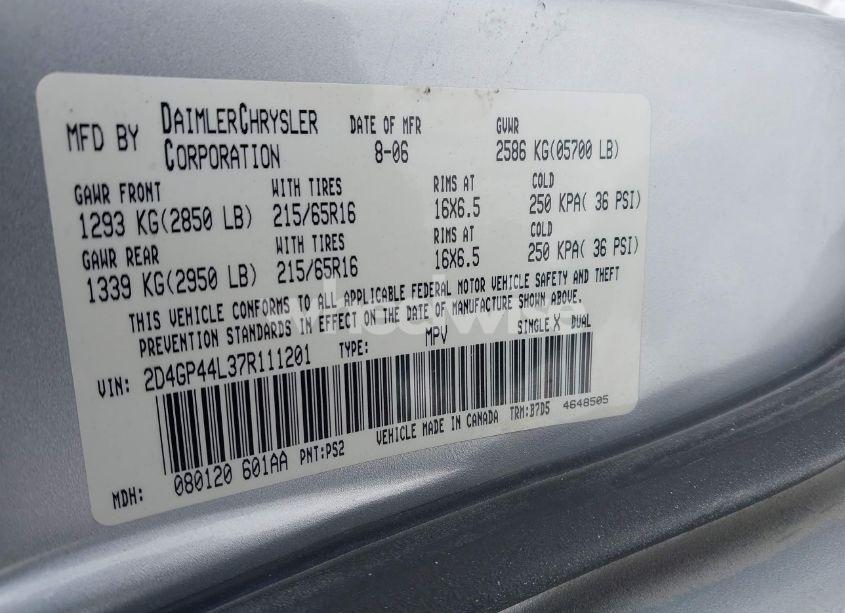 MFD BY DAIMLERCHRYSLER CORPORATION DATE OF MFR 8-06 GVWR 2586 KG(05700 LB)
GAWR FRONT WITH TIRES RIMS AT COLD
1293 KG(2850 LB) 215/65R16 16X6.5 250 KPA( 36 PSI)
GAWR REAR WITH TIRES RIMS AT COLD
1339 KG(2950 LB) 215/65R16 16X6.5 250 KPA( 36 PSI)
THIS VEHICLE CONFORMS TO ALL APPLICABLE FEDERAL MOTOR VEHICLE SAFETY AND THEFT
PREVENTION STANDARDS IN EFFECT ON THE DATE OF MANUFACTURE SHOWN ABOVE.
VIN: 2D4GP44L37R111201 TYPE: MPV SINGLE X DUAL
MDH: 080120 601AA PNT:PS2 VEHICLE MADE IN CANADA TRM:B7D5 4648505